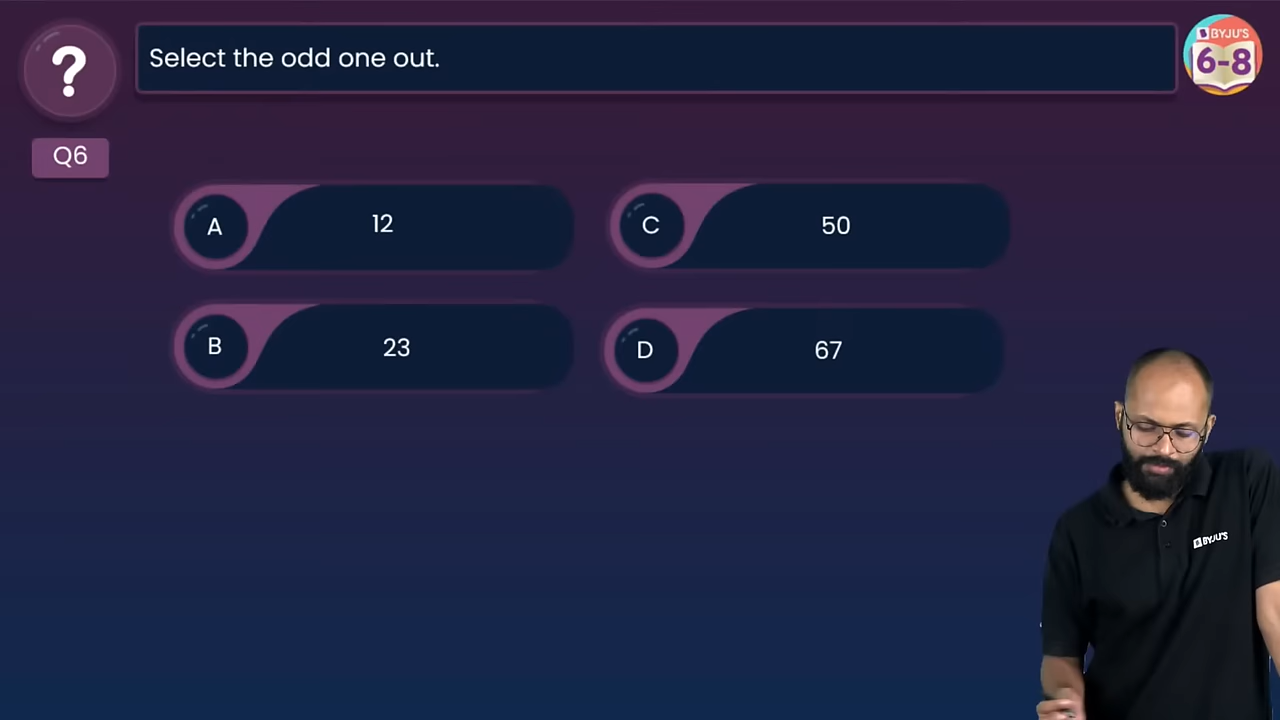 ?
Select the odd one out.
BYJU'S
6-8
Q6
A
12
C
50
B
23
D
67
BYJU'S